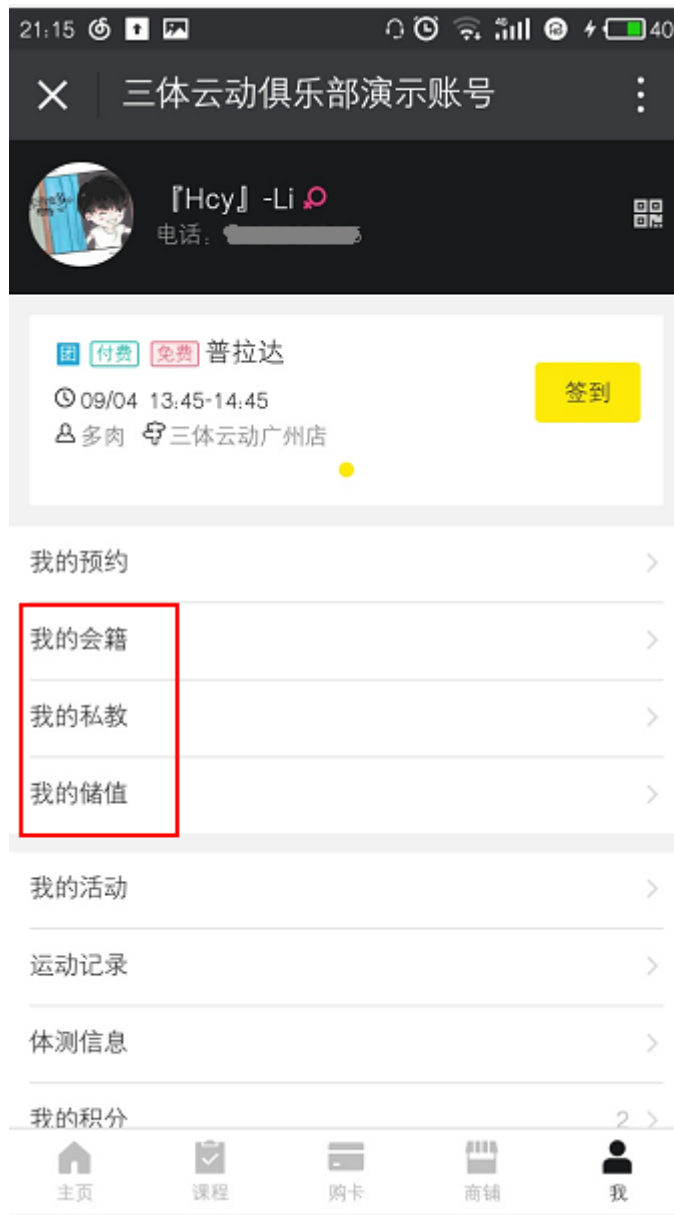 21:15 40
三体云动俱乐部演示账号
『Hcy』-Li
电话:
团 付费 免费 普拉达
09/04 13:45-14:45
签到
多肉 三体云动广州店
我的预约
我的会籍
我的私教
我的储值
我的活动
运动记录
体测信息
我的积分 2
主页 课程 购卡 商铺 我